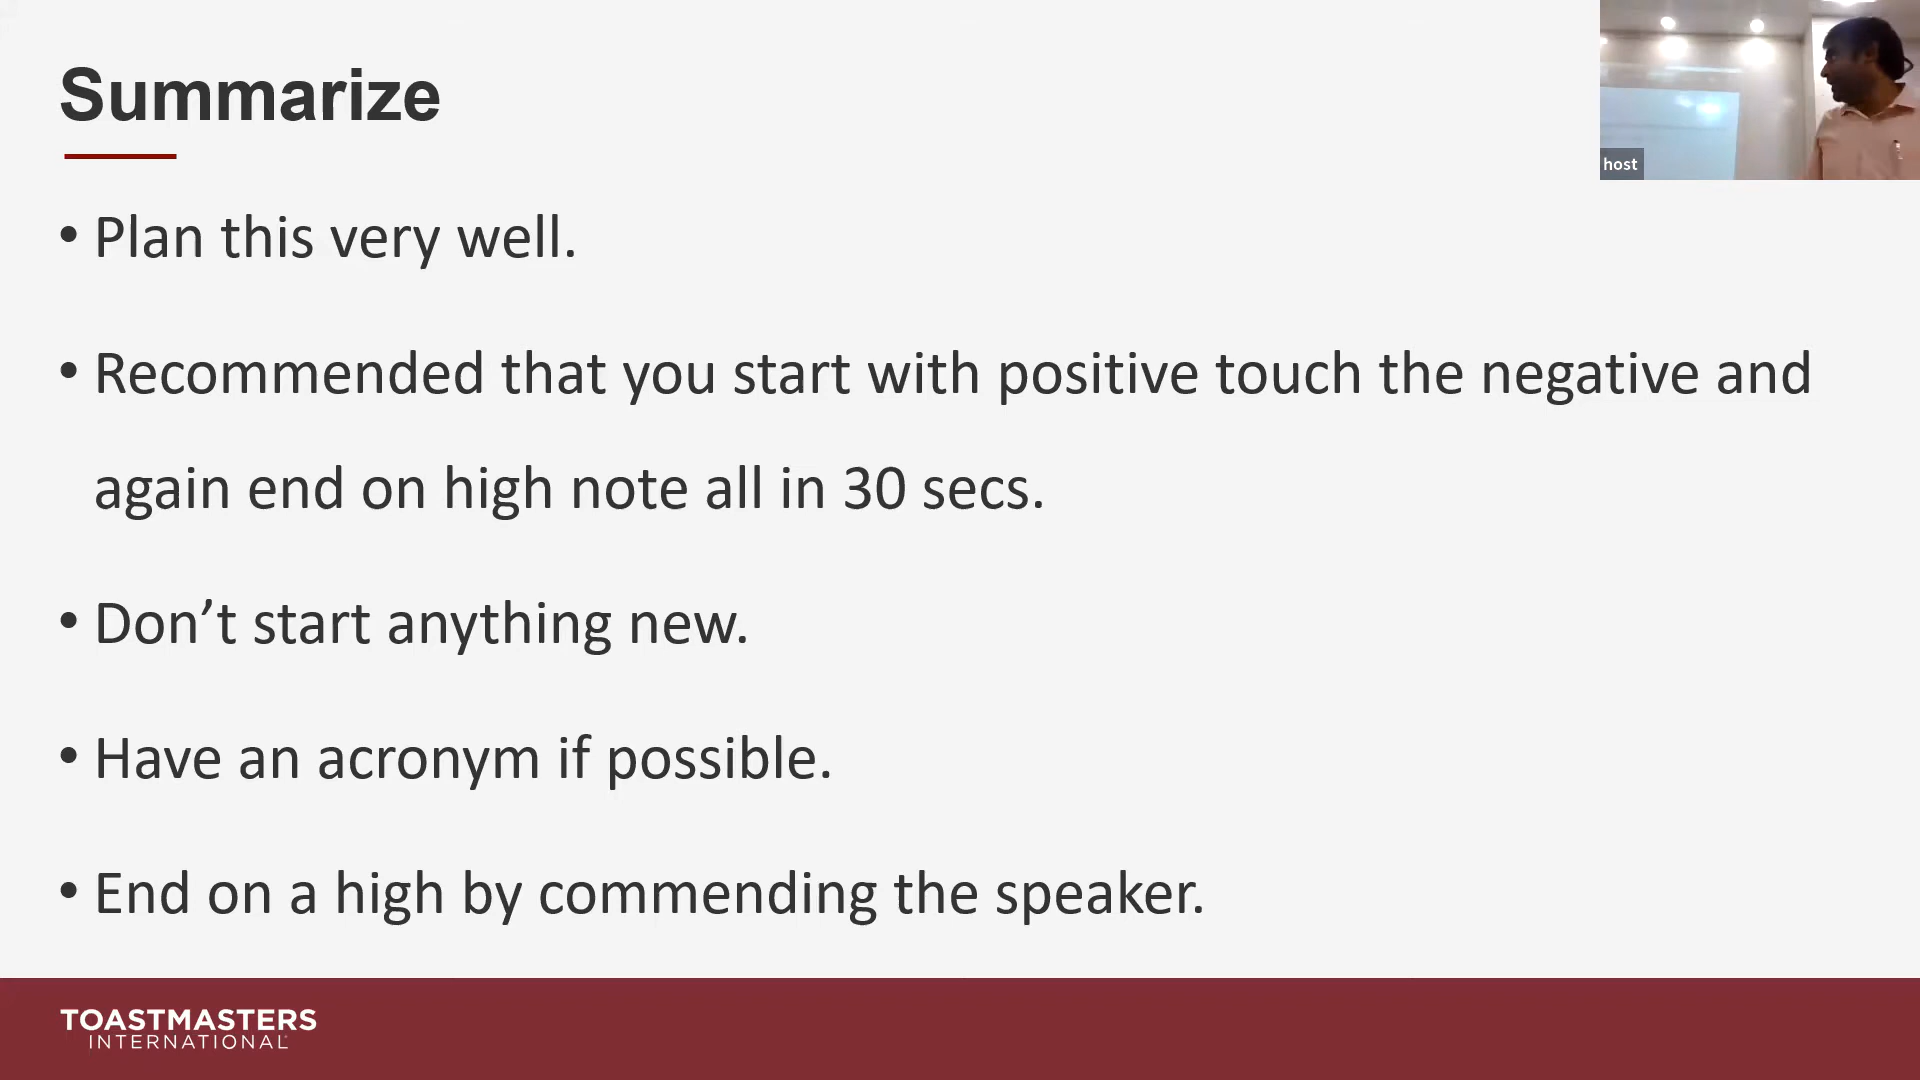 Summarize
host
• Plan this very well.
• Recommended that you start with positive touch the negative and
again end on high note all in 30 secs.
• Don’t start anything new.
• Have an acronym if possible.
• End on a high by commending the speaker.
TOASTMASTERS
INTERNATIONAL